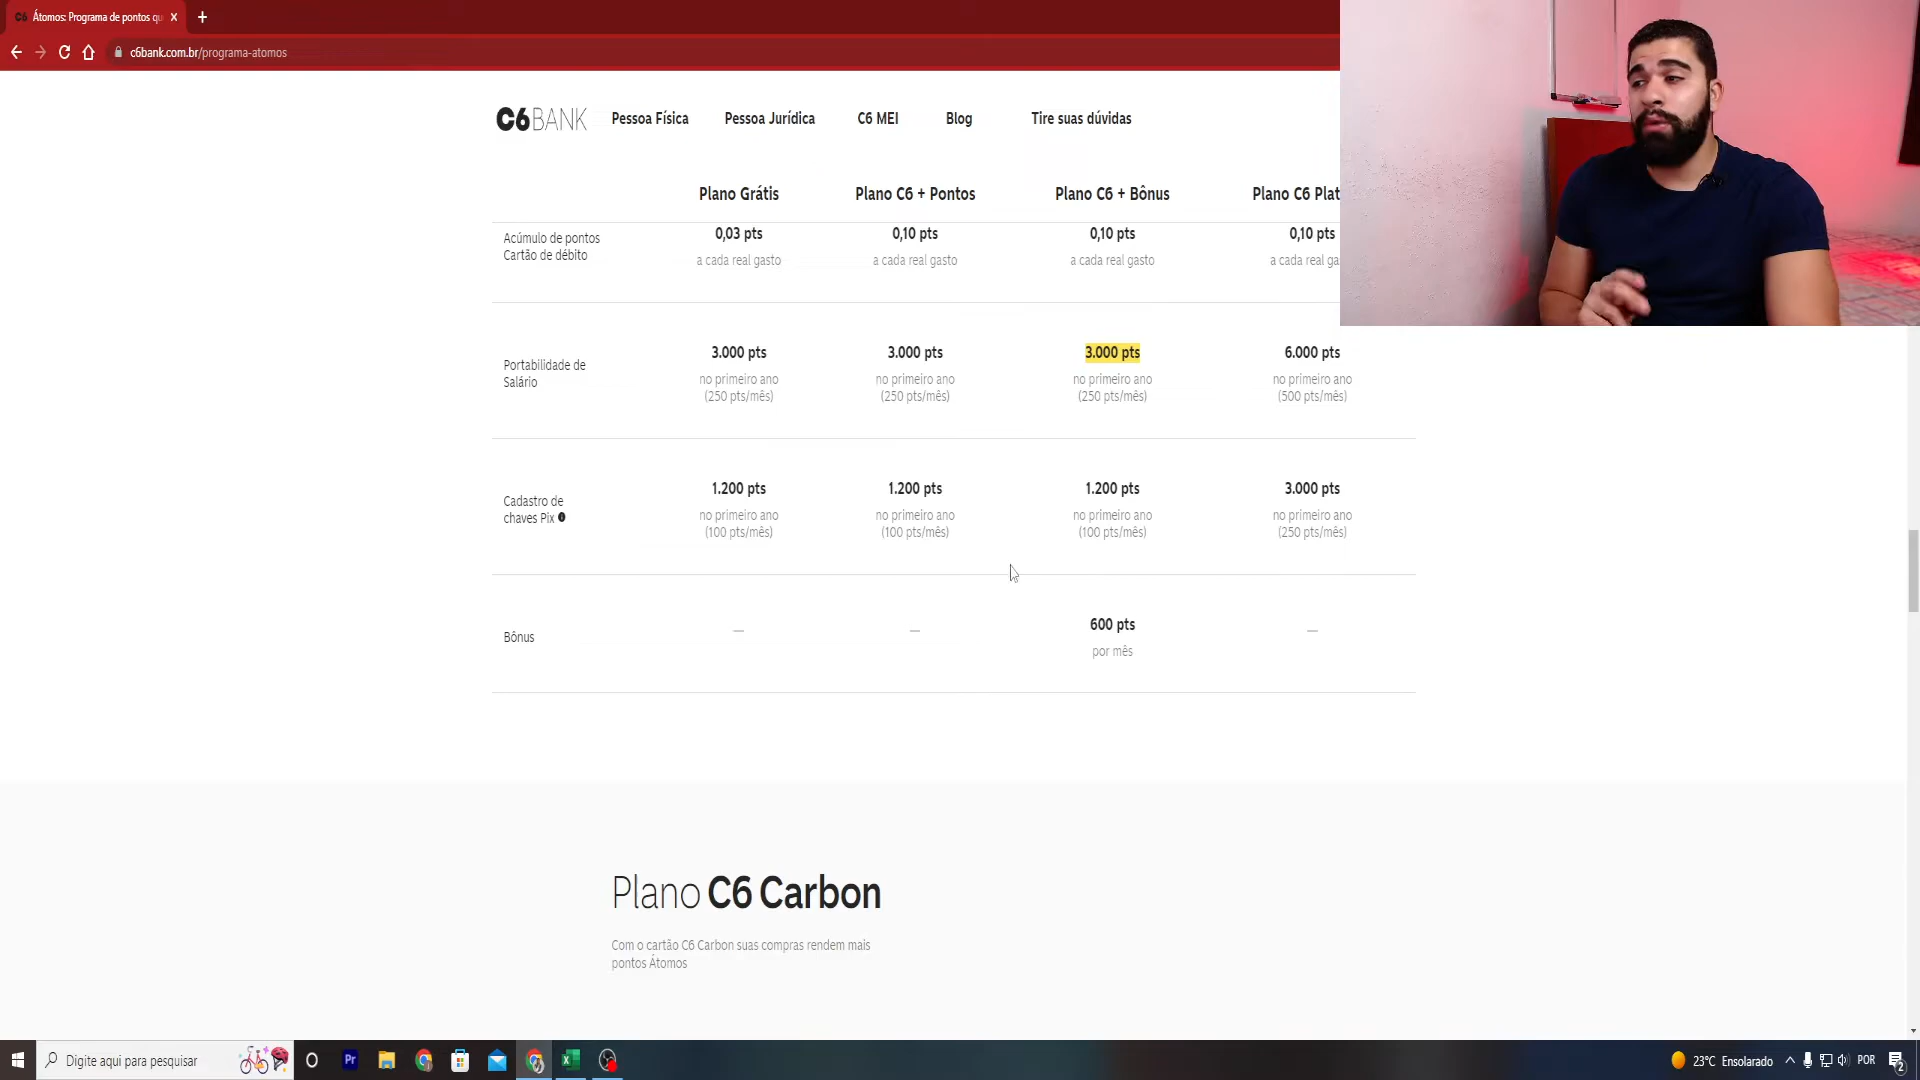 C6 Átomos: Programa de pontos qu
c6bank.com.br/programa-atomos
C6BANK Pessoa Física Pessoa Jurídica C6 MEI Blog Tire suas dúvidas
Plano Grátis Plano C6 + Pontos Plano C6 + Bônus Plano C6 Plat
Acúmulo de pontos
Cartão de débito
0,03 pts 0,10 pts 0,10 pts 0,10 pts
a cada real gasto a cada real gasto a cada real gasto a cada real ga
Portabilidade de
Salário
3.000 pts 3.000 pts 3.000 pts 6.000 pts
no primeiro ano no primeiro ano no primeiro ano no primeiro ano
(250 pts/mês) (250 pts/mês) (250 pts/mês) (500 pts/mês)
Cadastro de
chaves Pix
1.200 pts 1.200 pts 1.200 pts 3.000 pts
no primeiro ano no primeiro ano no primeiro ano no primeiro ano
(100 pts/mês) (100 pts/mês) (100 pts/mês) (250 pts/mês)
Bônus — — 600 pts —
por mês
Plano C6 Carbon
Com o cartão C6 Carbon suas compras rendem mais
pontos Átomos
Digite aqui para pesquisar Pr 23°C Ensolarado POR 2